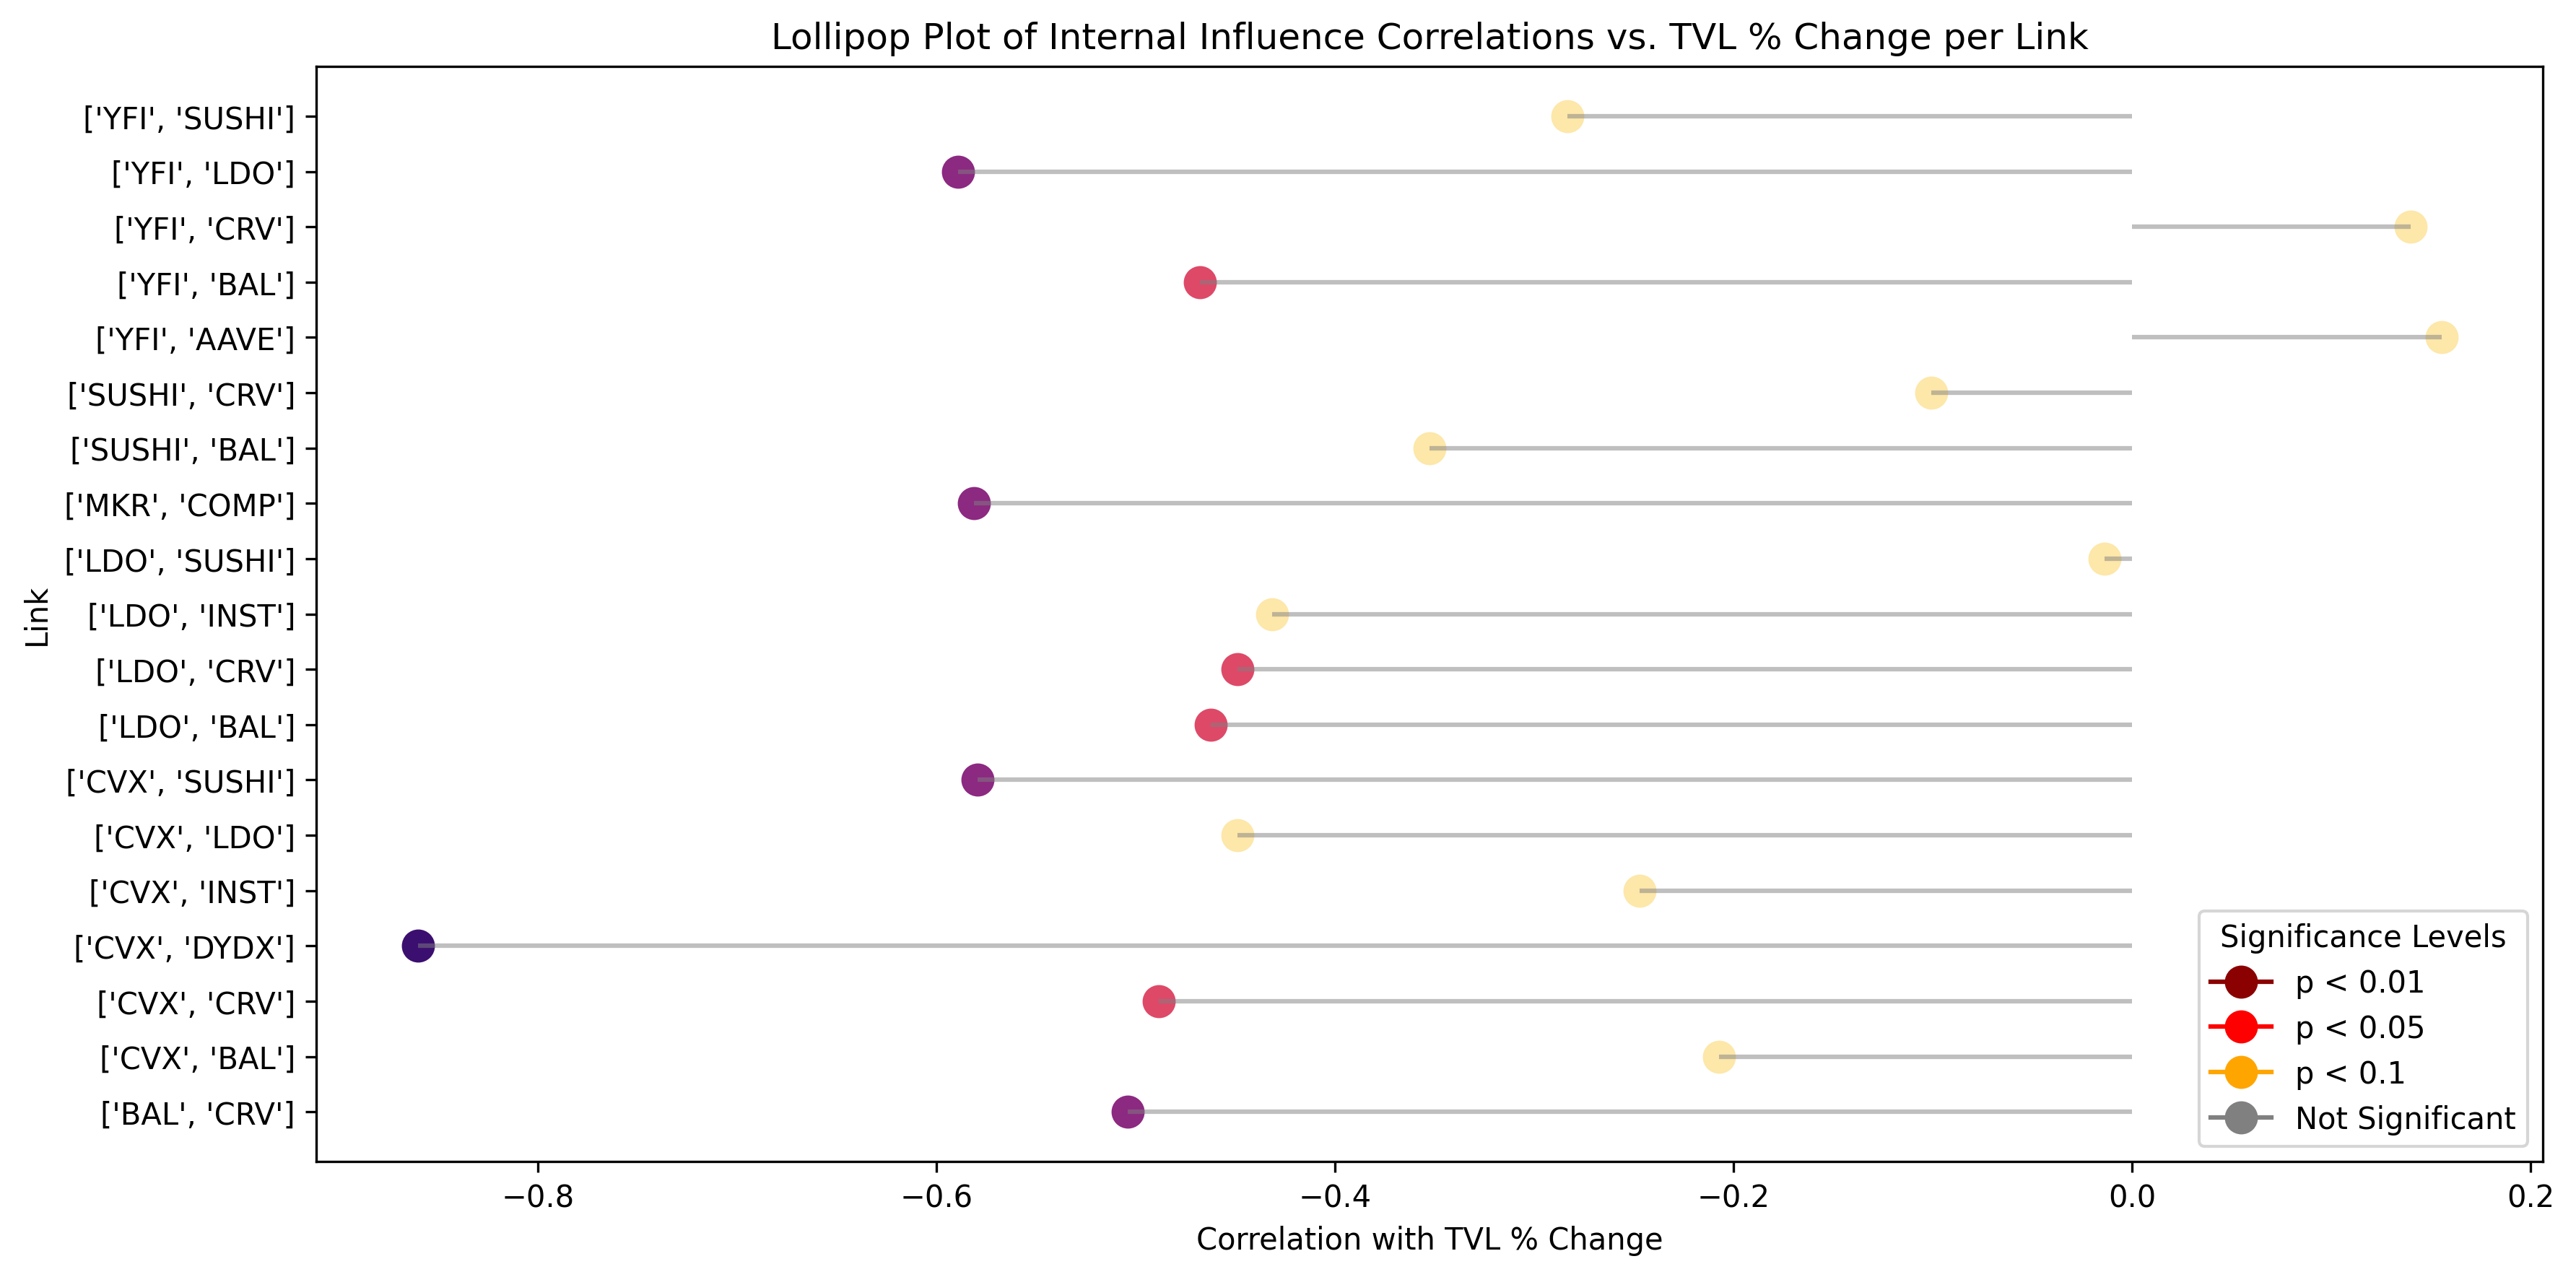 Lollipop Plot of Internal Influence Correlations vs. TVL % Change per Link
['YFI', 'SUSHI']
['YFI', 'LDO']
['YFI', 'CRV']
['YFI', 'BAL']
['YFI', 'AAVE']
['SUSHI', 'CRV']
['SUSHI', 'BAL']
['MKR', 'COMP']
['LDO', 'SUSHI']
['LDO', 'INST']
['LDO', 'CRV']
['LDO', 'BAL']
['CVX', 'SUSHI']
['CVX', 'LDO']
['CVX', 'INST']
['CVX', 'DYDX']
['CVX', 'CRV']
['CVX', 'BAL']
['BAL', 'CRV']
Link
Significance Levels
p < 0.01
p < 0.05
p < 0.1
Not Significant
−0.8 −0.6 −0.4 −0.2 0.0 0.2
Correlation with TVL % Change